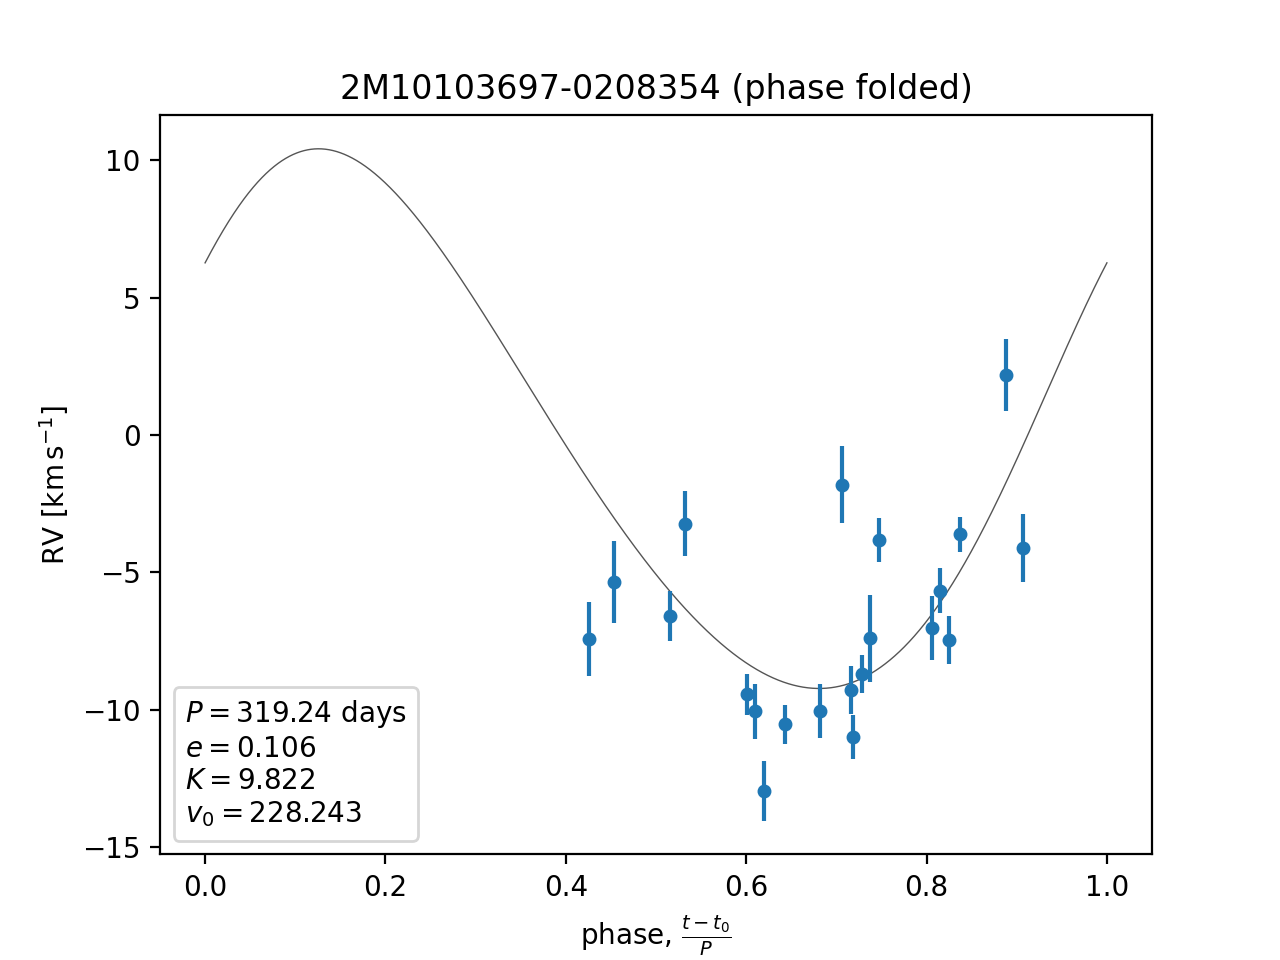 2M10103697-0208354 (phase folded)
10
5
0
−5
−10
−15
RV [km s⁻¹]
P = 319.24 days
e = 0.106
K = 9.822
v₀ = 228.243
0.0 0.2 0.4 0.6 0.8 1.0
phase, \frac{t − t₀}{P}